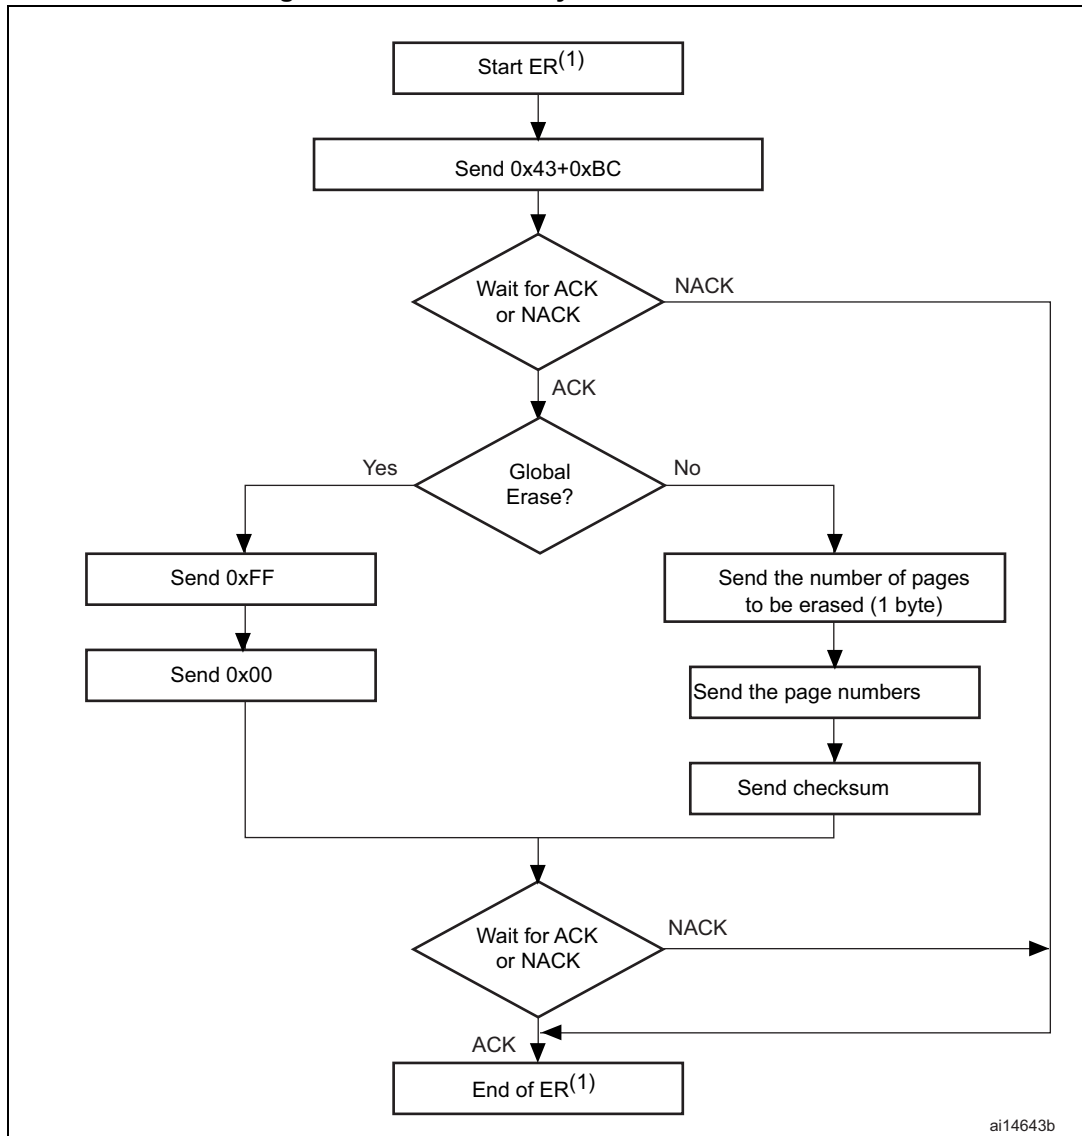 Start ER(1)
Send 0x43+0xBC
Wait for ACK
or NACK
NACK
ACK
Yes
Global
Erase?
No
Send 0xFF
Send the number of pages
to be erased (1 byte)
Send 0x00
Send the page numbers
Send checksum
Wait for ACK
or NACK
NACK
ACK
End of ER(1)
ai14643b